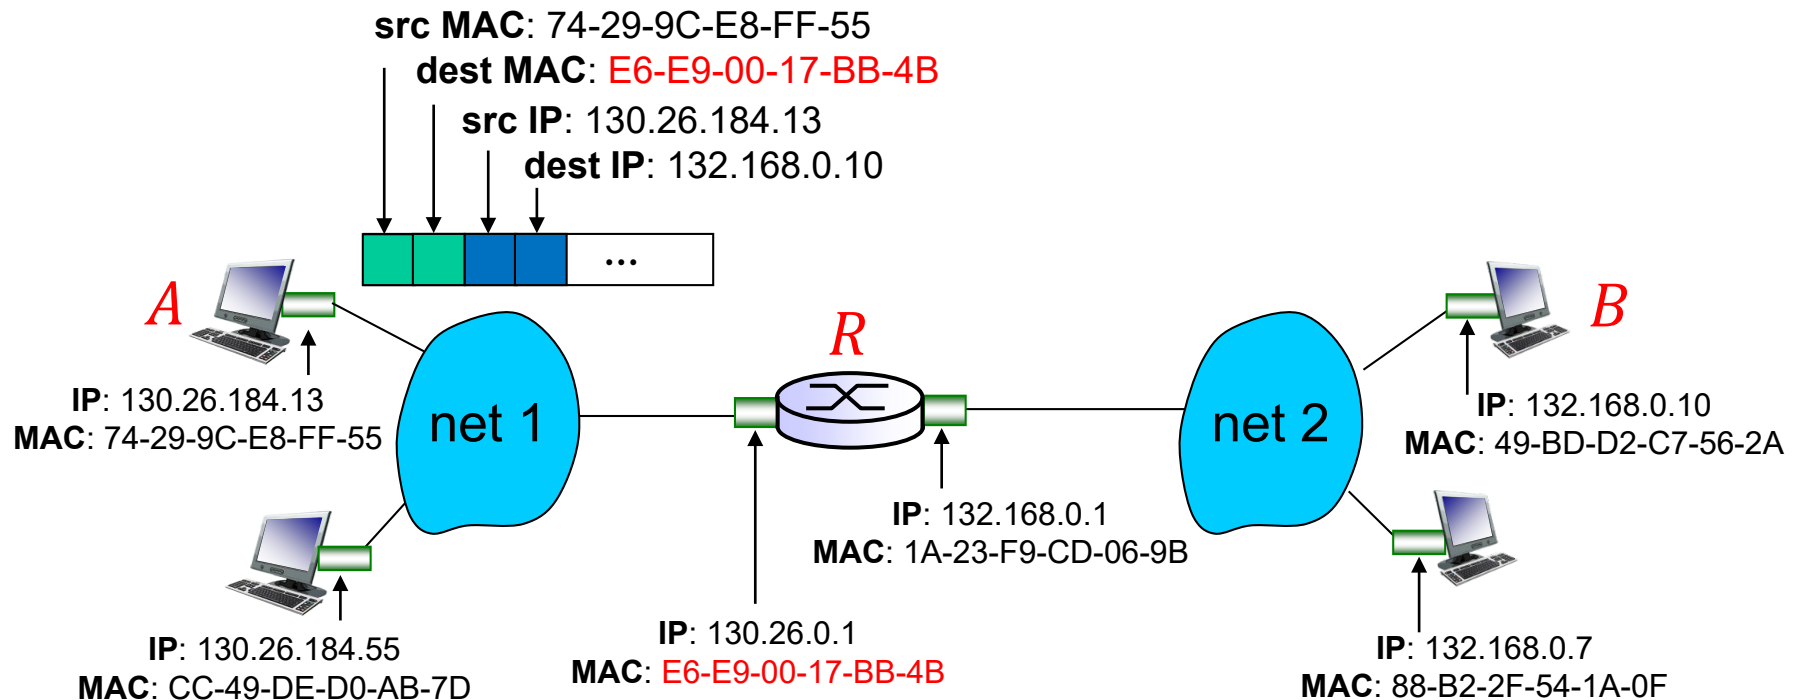 src MAC: 74-29-9C-E8-FF-55
dest MAC: E6-E9-00-17-BB-4B
src IP: 130.26.184.13
dest IP: 132.168.0.10
...
A
R
B
IP: 130.26.184.13
MAC: 74-29-9C-E8-FF-55
net 1
net 2
IP: 132.168.0.10
MAC: 49-BD-D2-C7-56-2A
IP: 132.168.0.1
MAC: 1A-23-F9-CD-06-9B
IP: 130.26.184.55
MAC: CC-49-DE-D0-AB-7D
IP: 130.26.0.1
MAC: E6-E9-00-17-BB-4B
IP: 132.168.0.7
MAC: 88-B2-2F-54-1A-0F